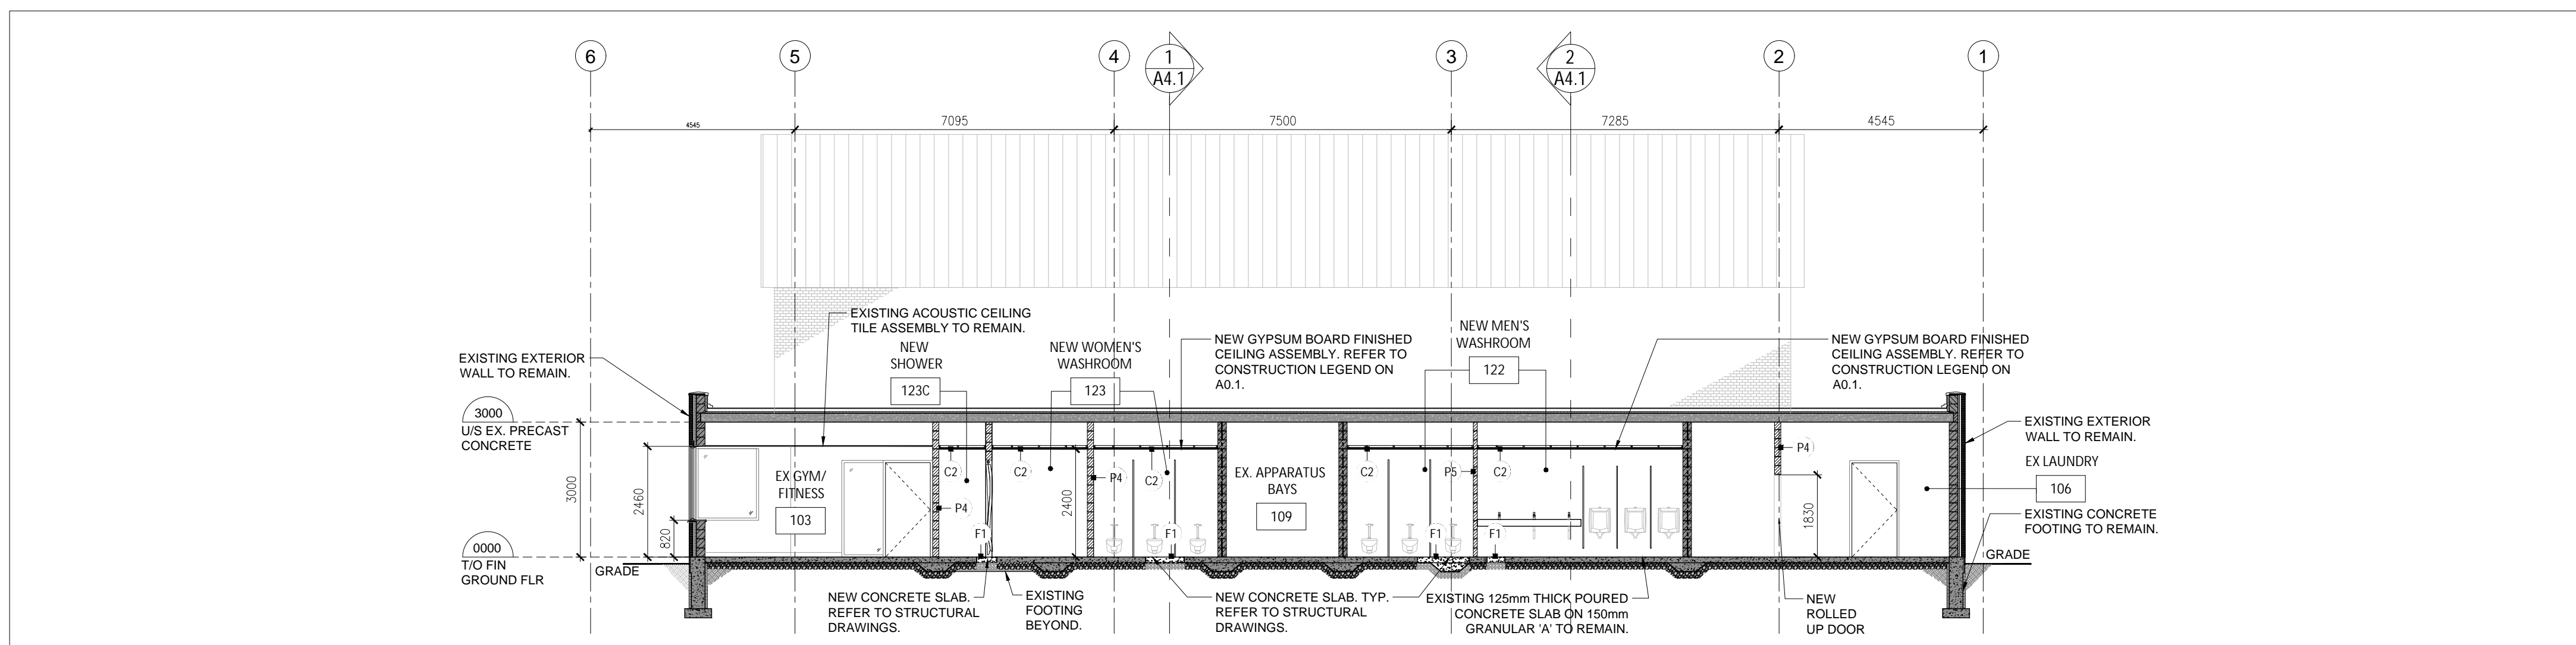 6
5
4
1
A4.1
3
2
A4.1
2
1
4545
7095
7500
7285
4545
EXISTING ACOUSTIC CEILING
TILE ASSEMBLY TO REMAIN.
EXISTING EXTERIOR
WALL TO REMAIN.
NEW
SHOWER
123C
NEW WOMEN'S
WASHROOM
123
NEW GYPSUM BOARD FINISHED
CEILING ASSEMBLY. REFER TO
CONSTRUCTION LEGEND ON
A0.1.
NEW MEN'S
WASHROOM
122
NEW GYPSUM BOARD FINISHED
CEILING ASSEMBLY. REFER TO
CONSTRUCTION LEGEND ON
A0.1.
3000
U/S EX. PRECAST
CONCRETE
EXISTING EXTERIOR
WALL TO REMAIN.
3000
2460
820
EX GYM/
FITNESS
103
C2
P4
F1
C2
2400
P4
C2
F1
EX. APPARATUS
BAYS
109
C2
P5
F1
C2
F1
P4
1830
EX LAUNDRY
106
EXISTING CONCRETE
FOOTING TO REMAIN.
0000
T/O FIN
GROUND FLR
GRADE
GRADE
NEW CONCRETE SLAB.
REFER TO STRUCTURAL
DRAWINGS.
EXISTING
FOOTING
BEYOND.
NEW CONCRETE SLAB. TYP.
REFER TO STRUCTURAL
DRAWINGS.
EXISTING 125mm THICK POURED
CONCRETE SLAB ON 150mm
GRANULAR 'A' TO REMAIN.
NEW
ROLLED
UP DOOR